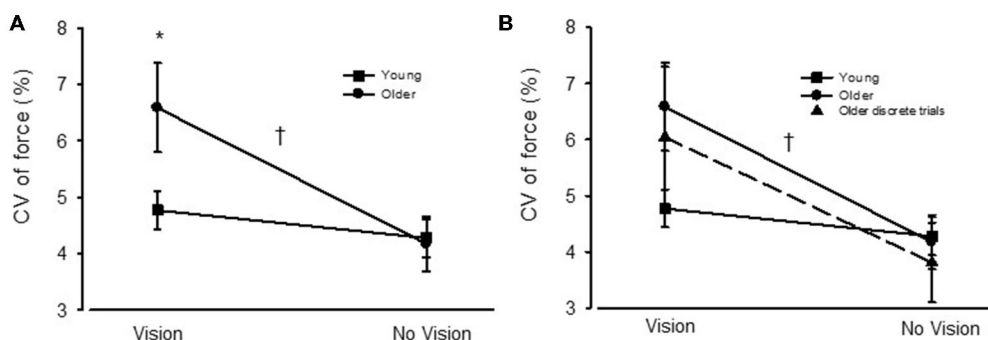 A
CV of force (%)
8
7
6
5
4
3
*
†
Young
Older
Vision
No Vision
B
CV of force (%)
8
7
6
5
4
3
†
Young
Older
Older discrete trials
Vision
No Vision